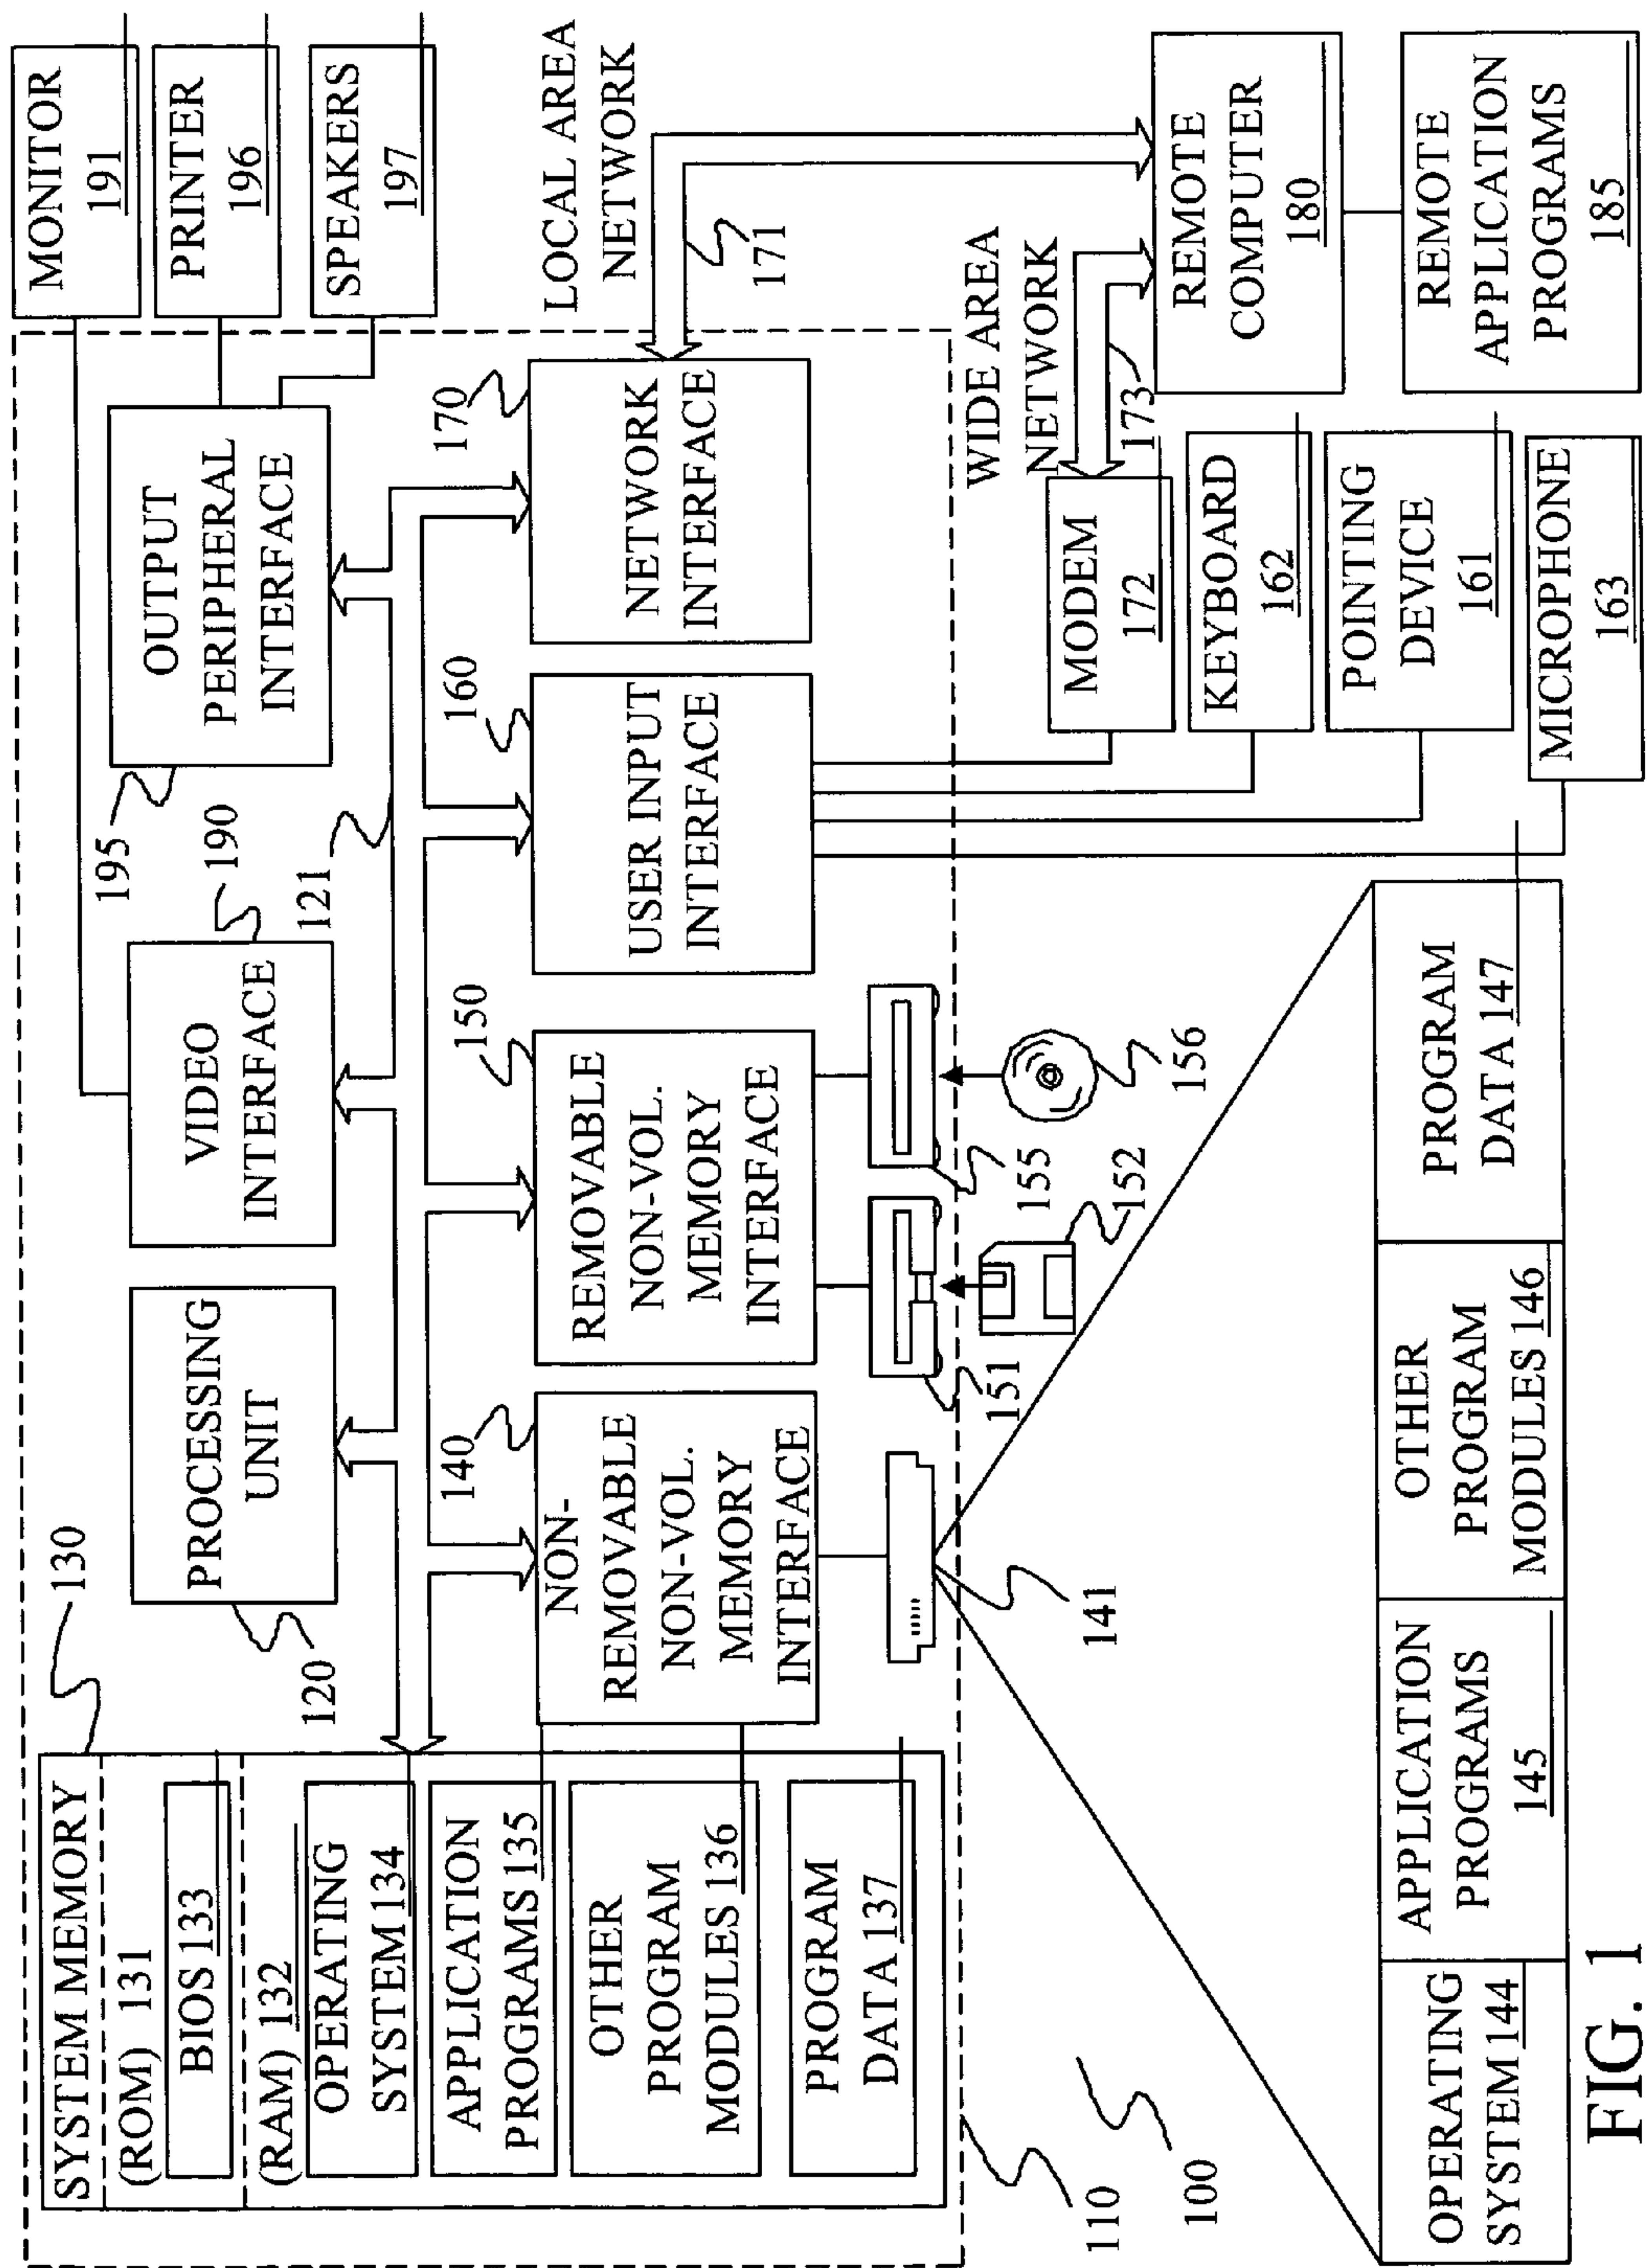 SYSTEM MEMORY
(ROM) 131
BIOS 133
(RAM) 132
OPERATING
SYSTEM 134
APPLICATION
PROGRAMS 135
OTHER
PROGRAM
MODULES 136
PROGRAM
DATA 137
130
120
PROCESSING
UNIT
VIDEO
INTERFACE
190
195
OUTPUT
PERIPHERAL
INTERFACE
121
MONITOR
191
PRINTER
196
SPEAKERS
197
140
NON-
REMOVABLE
NON-VOL.
MEMORY
INTERFACE
150
REMOVABLE
NON-VOL.
MEMORY
INTERFACE
160
USER INPUT
INTERFACE
170
NETWORK
INTERFACE
LOCAL AREA
NETWORK
171
141
151
152
155
156
WIDE AREA
NETWORK
173
MODEM
172
KEYBOARD
162
POINTING
DEVICE
161
MICROPHONE
163
REMOTE
COMPUTER
180
REMOTE
APPLICATION
PROGRAMS
185
110
100
OPERATING
SYSTEM 144
APPLICATION
PROGRAMS
145
OTHER
PROGRAM
MODULES 146
PROGRAM
DATA 147
FIG. 1